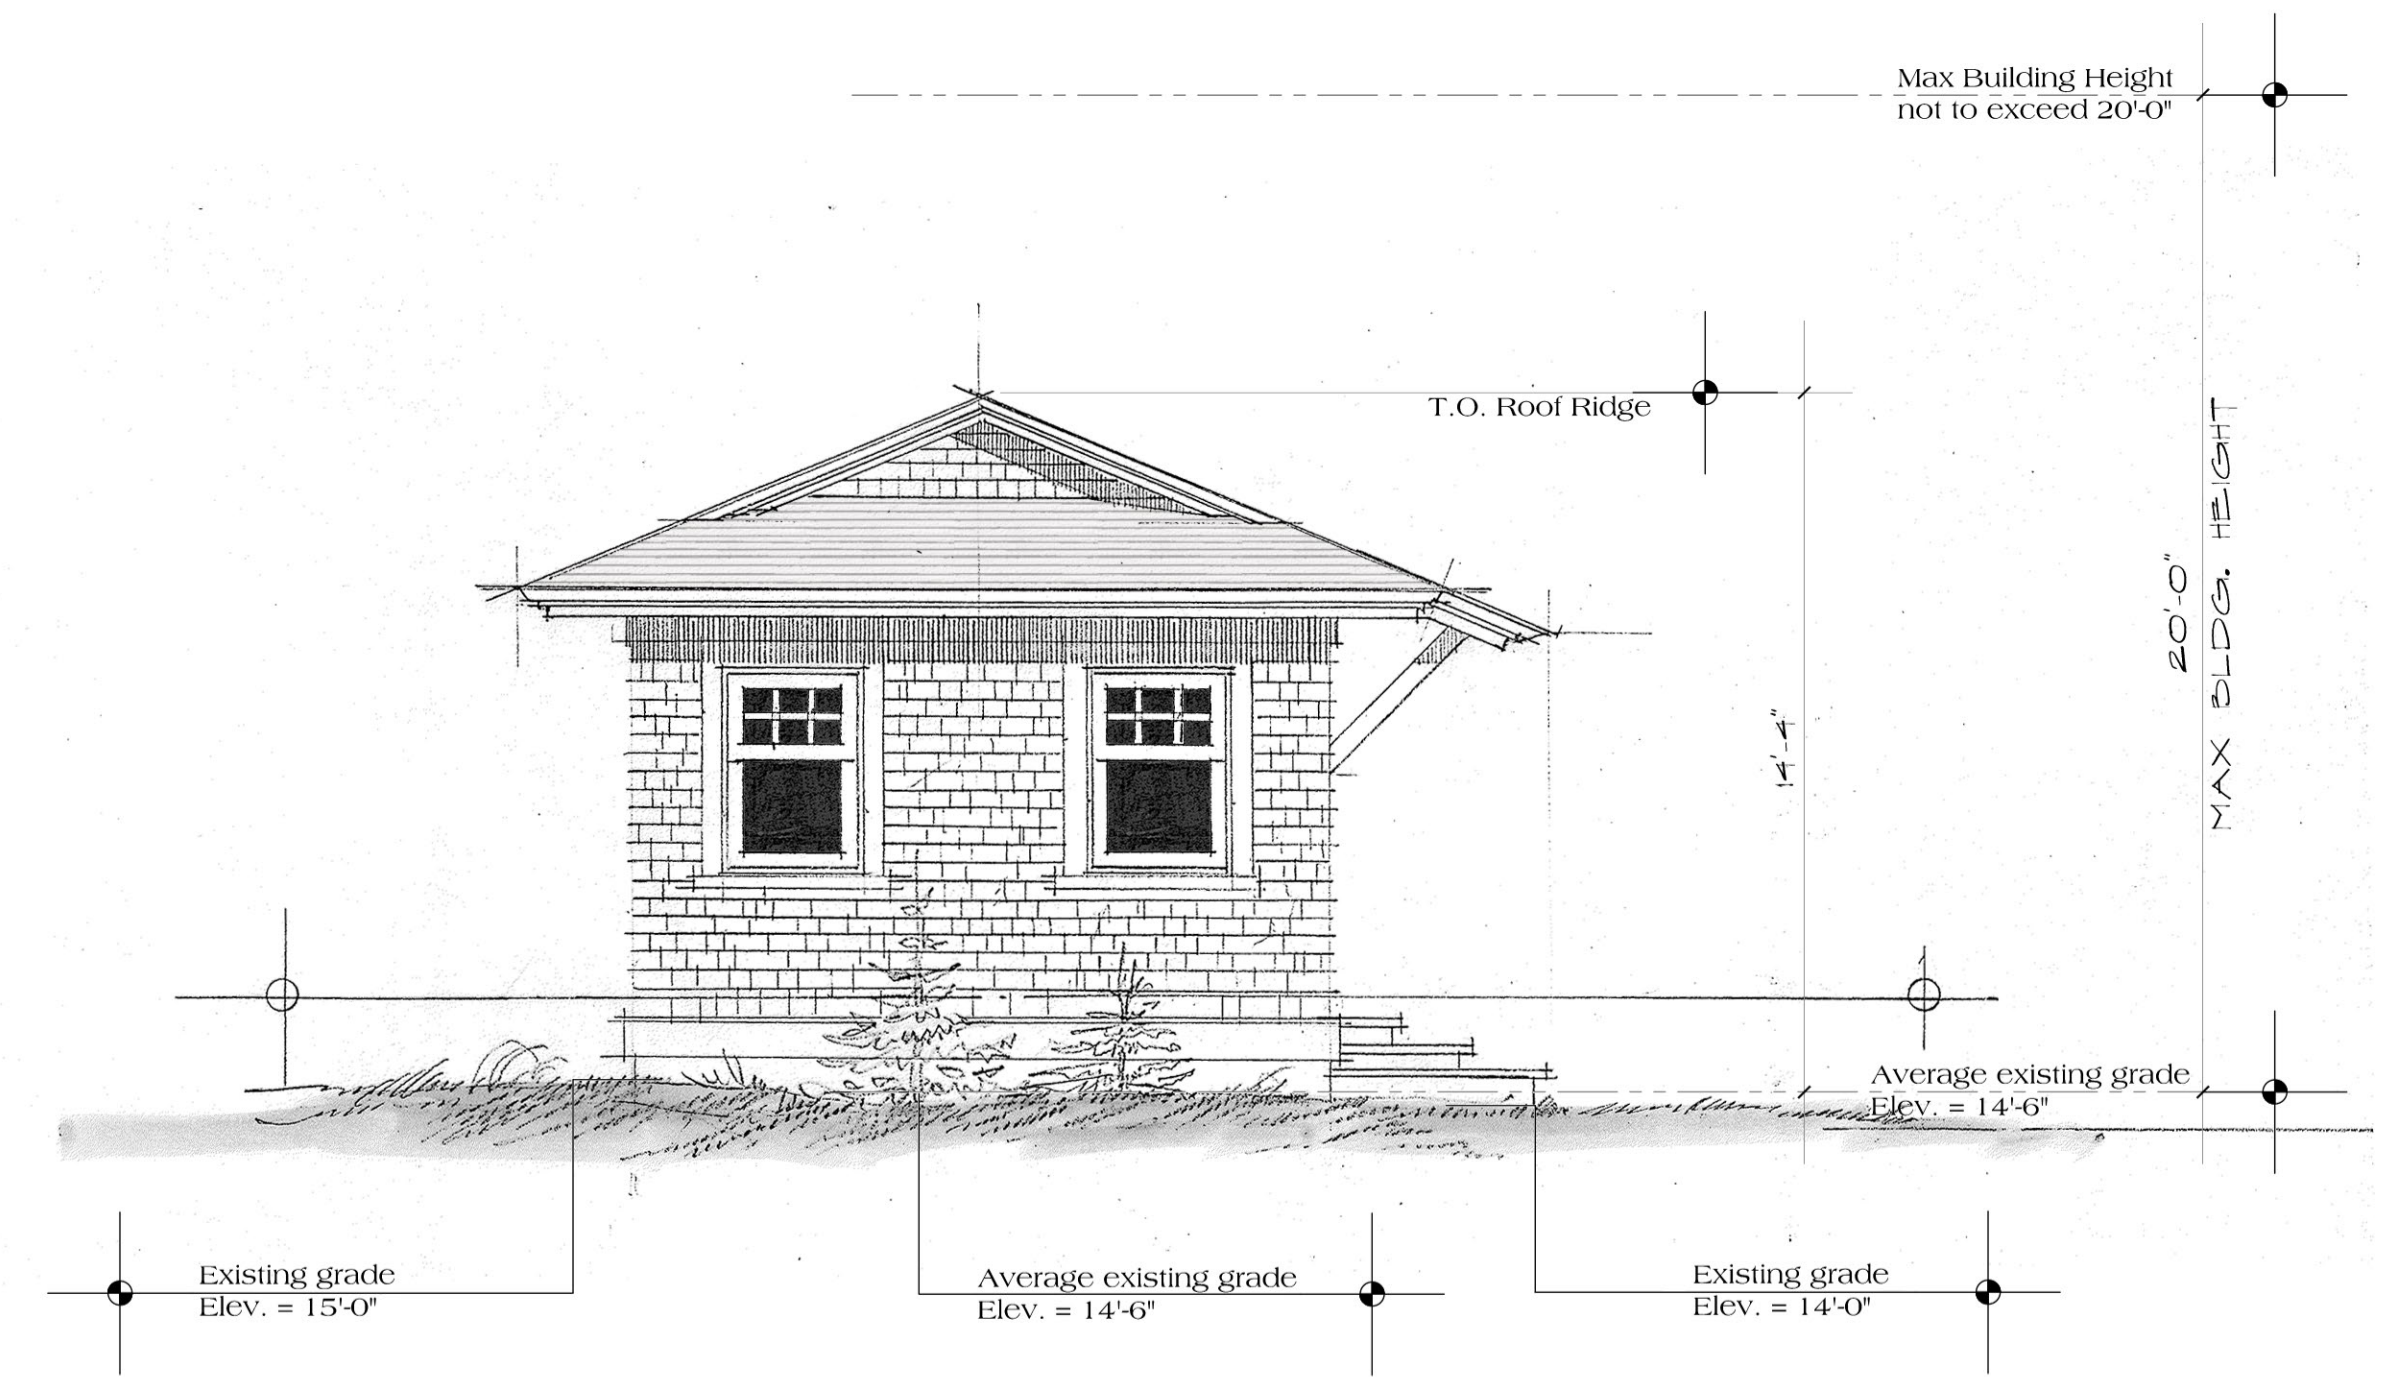 Max Building Height
not to exceed 20'-0"
T.O. Roof Ridge
14'-4"
20'-0"
MAX BLDG. HEIGHT
Average existing grade
Elev. = 14'-6"
Existing grade
Elev. = 15'-0"
Average existing grade
Elev. = 14'-6"
Existing grade
Elev. = 14'-0"